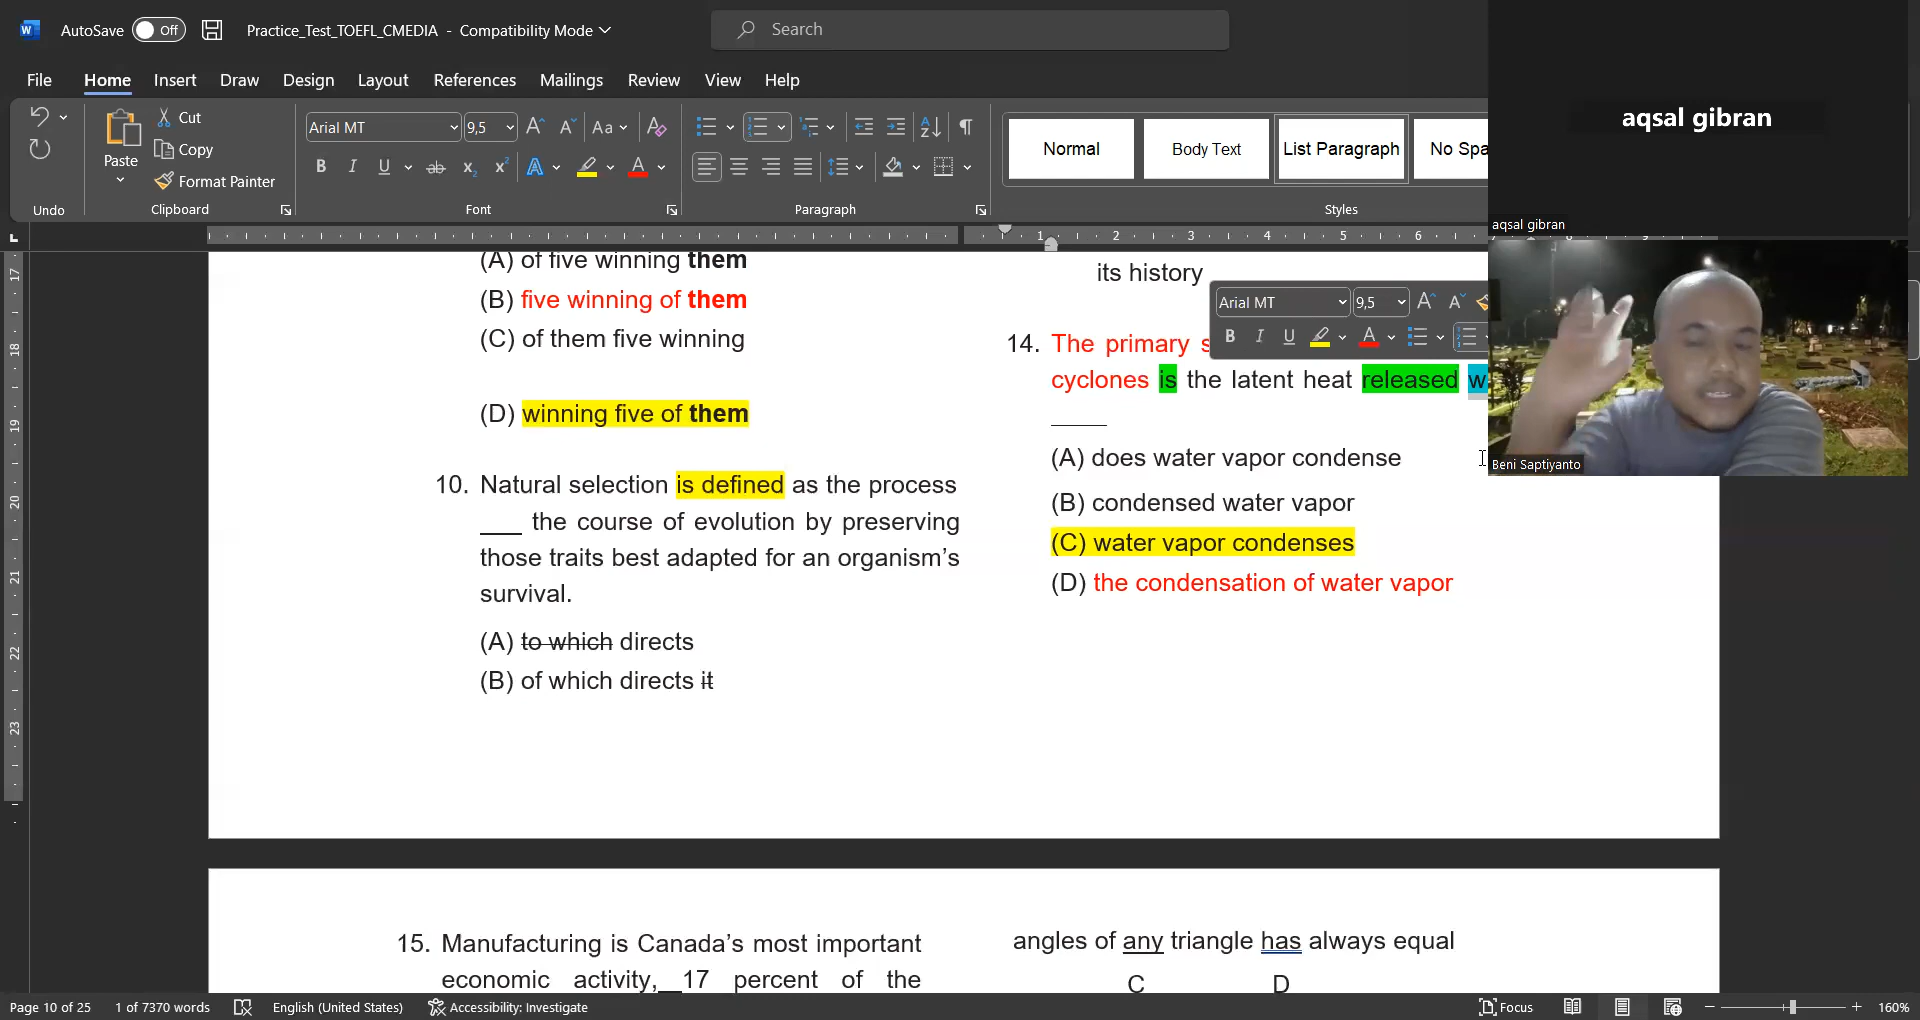 AutoSave Off Practice_Test_TOEFL_CMEDIA - Compatibility Mode Search
File Home Insert Draw Design Layout References Mailings Review View Help
Undo
Paste
Cut
Copy
Format Painter
Clipboard
Arial MT 9,5
Font
Paragraph
Normal
Body Text
List Paragraph
No Spa
Styles
aqsal gibran
aqsal gibran
Beni Saptiyanto
(A) of five winning them
(B) five winning of them
(C) of them five winning
(D) winning five of them
10. Natural selection is defined as the process
___ the course of evolution by preserving
those traits best adapted for an organism's
survival.
(A) to which directs
(B) of which directs it
its history
Arial MT 9,5
14. The primary s
cyclones is the latent heat released w
____
(A) does water vapor condense
(B) condensed water vapor
(C) water vapor condenses
(D) the condensation of water vapor
15. Manufacturing is Canada's most important
economic activity,__17 percent of the
angles of any triangle has always equal
C D
Page 10 of 25 1 of 7370 words English (United States) Accessibility: Investigate Focus 160%